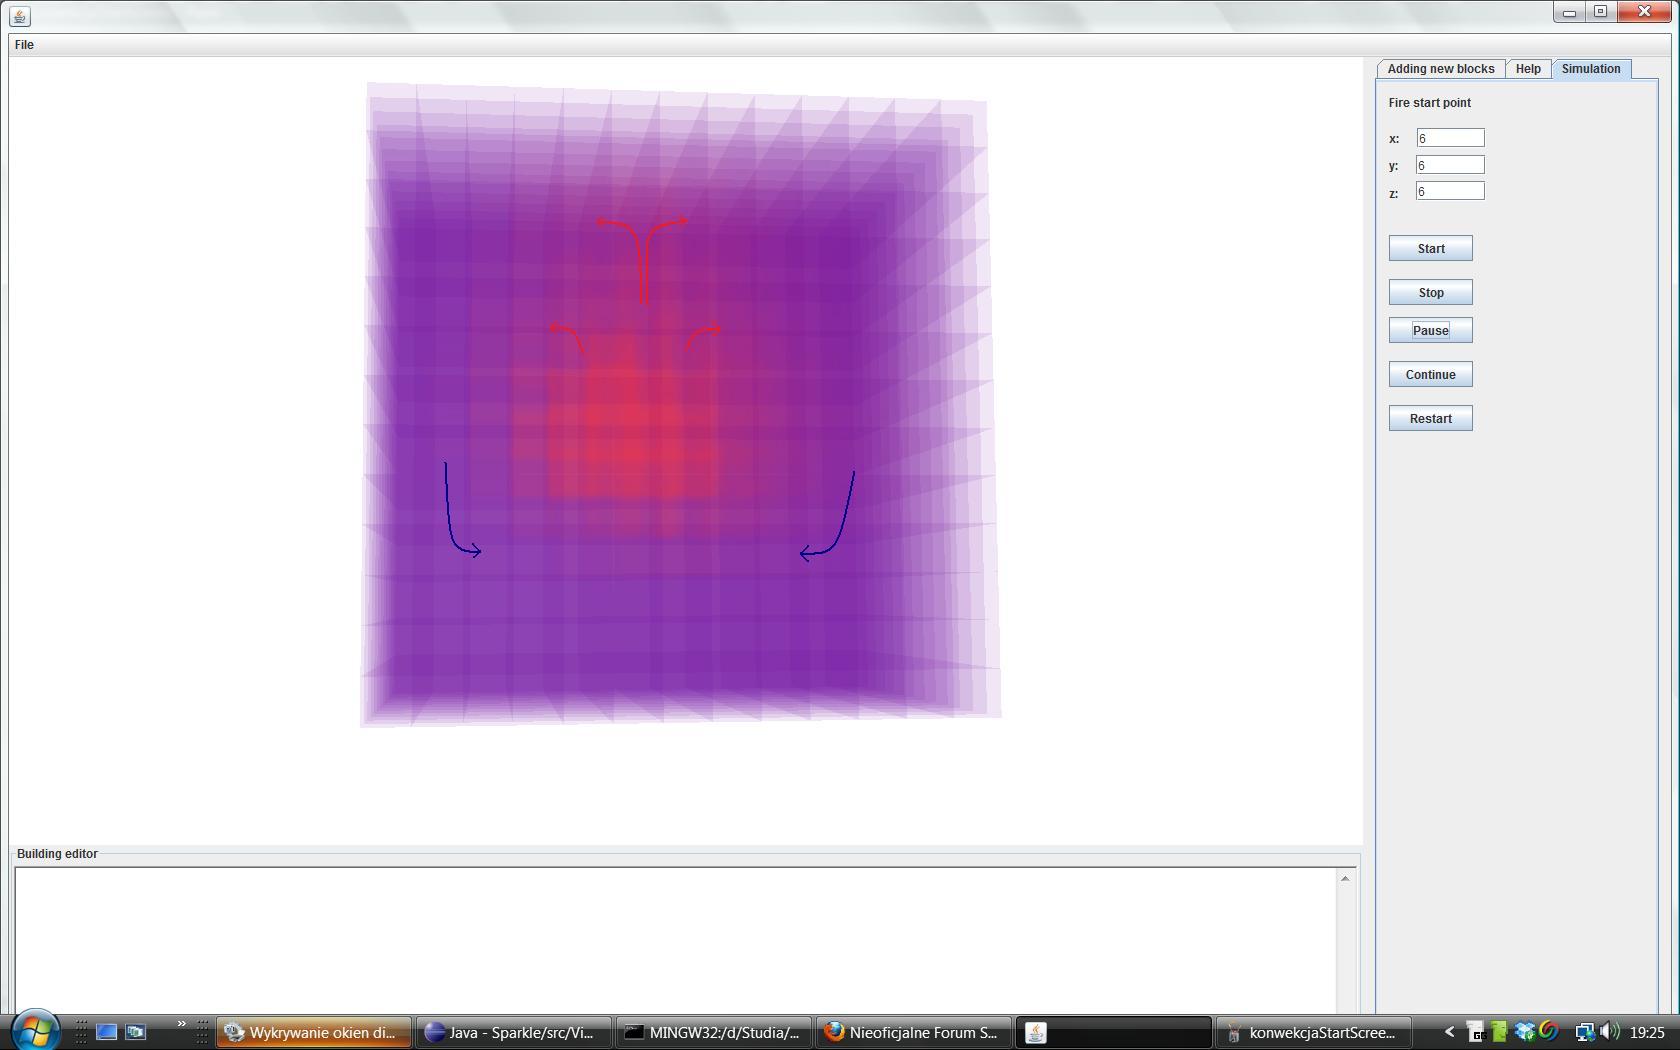 File
Adding new blocks
Help
Simulation
Fire start point
x: 6
y: 6
z: 6
Start
Stop
Pause
Continue
Restart
Building editor
»
Wykrywanie okien di...
Java - Sparkle/src/Vi...
MINGW32:/d/Studia/...
Nieoficjalne Forum S...
konwekcjaStartScree...
19:25